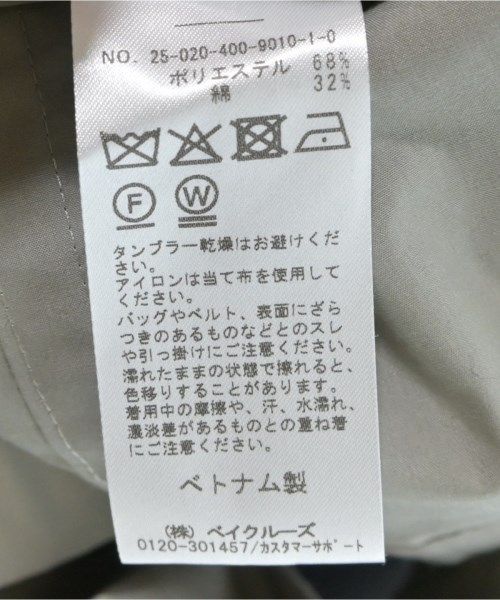 NO. 25-020-400-9010-1-0
ポリエステル 68%
綿 32%
F W
タンブラー乾燥はお避けくだ
さい。
アイロンは当て布を使用して
ください。
バッグやベルト、表面にざら
つきのあるものなどとのスレ
や引っ掛けにご注意ください。
濡れたままの状態で擦れると、
色移りすることがあります。
着用中の摩擦や、汗、水濡れ、
濃淡差があるものとの重ね着
にご注意ください。
ベトナム製
(株) ベイクルーズ
0120-301457/カスタマーサポート